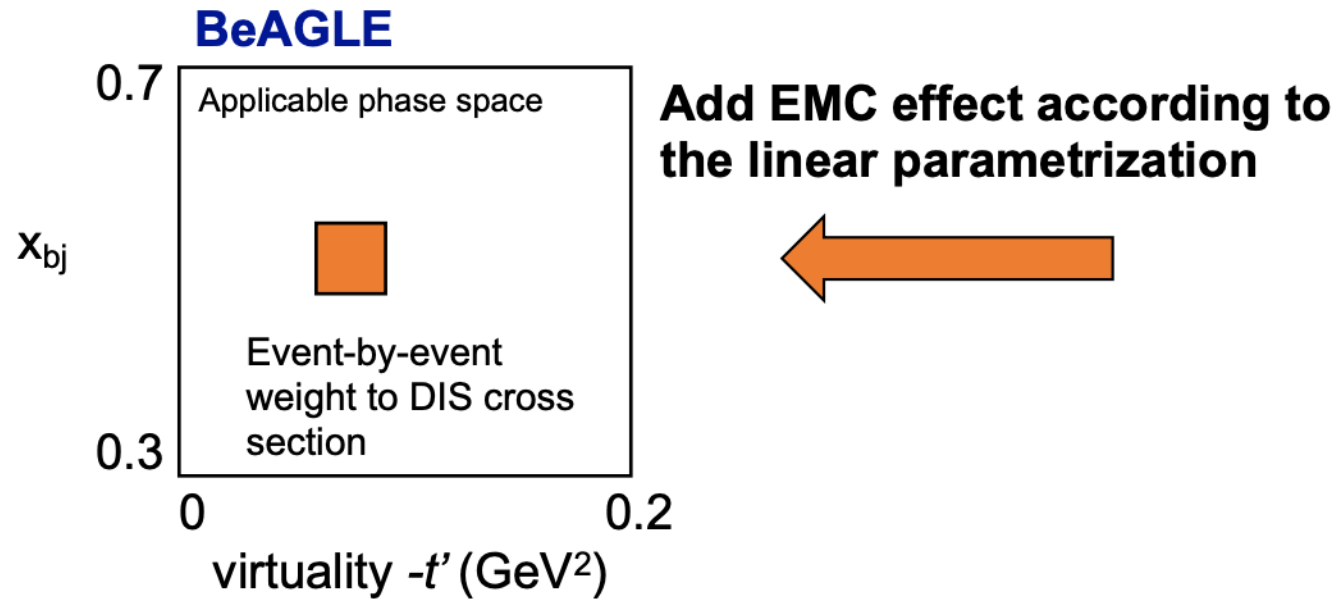 BeAGLE
0.7
Applicable phase space
Add EMC effect according to
the linear parametrization
x_bj
Event-by-event
weight to DIS cross
section
0.3
0
0.2
virtuality -t’ (GeV²)